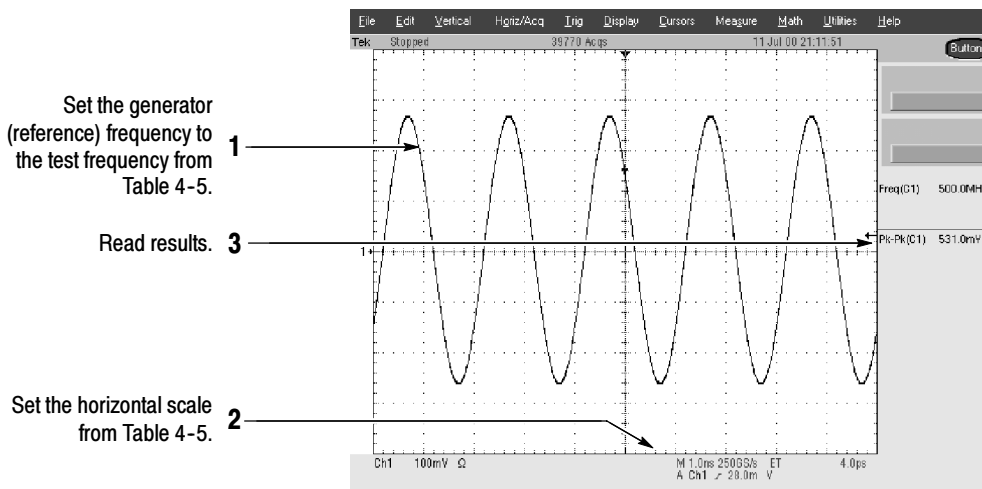 File Edit Vertical Horiz/Acq Trig Display Cursors Measure Math Utilities Help
Tek Stopped 39770 Acqs 11 Jul 00 21:11:51
Button
Set the generator
(reference) frequency to
the test frequency from
Table 4-5.
1
Freq(C1) 500.0MH
Read results. 3
Pk-Pk(C1) 531.0mV
1
Set the horizontal scale
from Table 4-5.
2
Ch1 100mV Ω M 1.0ns 250GS/s ET 4.0ps
A Ch1 28.0m V